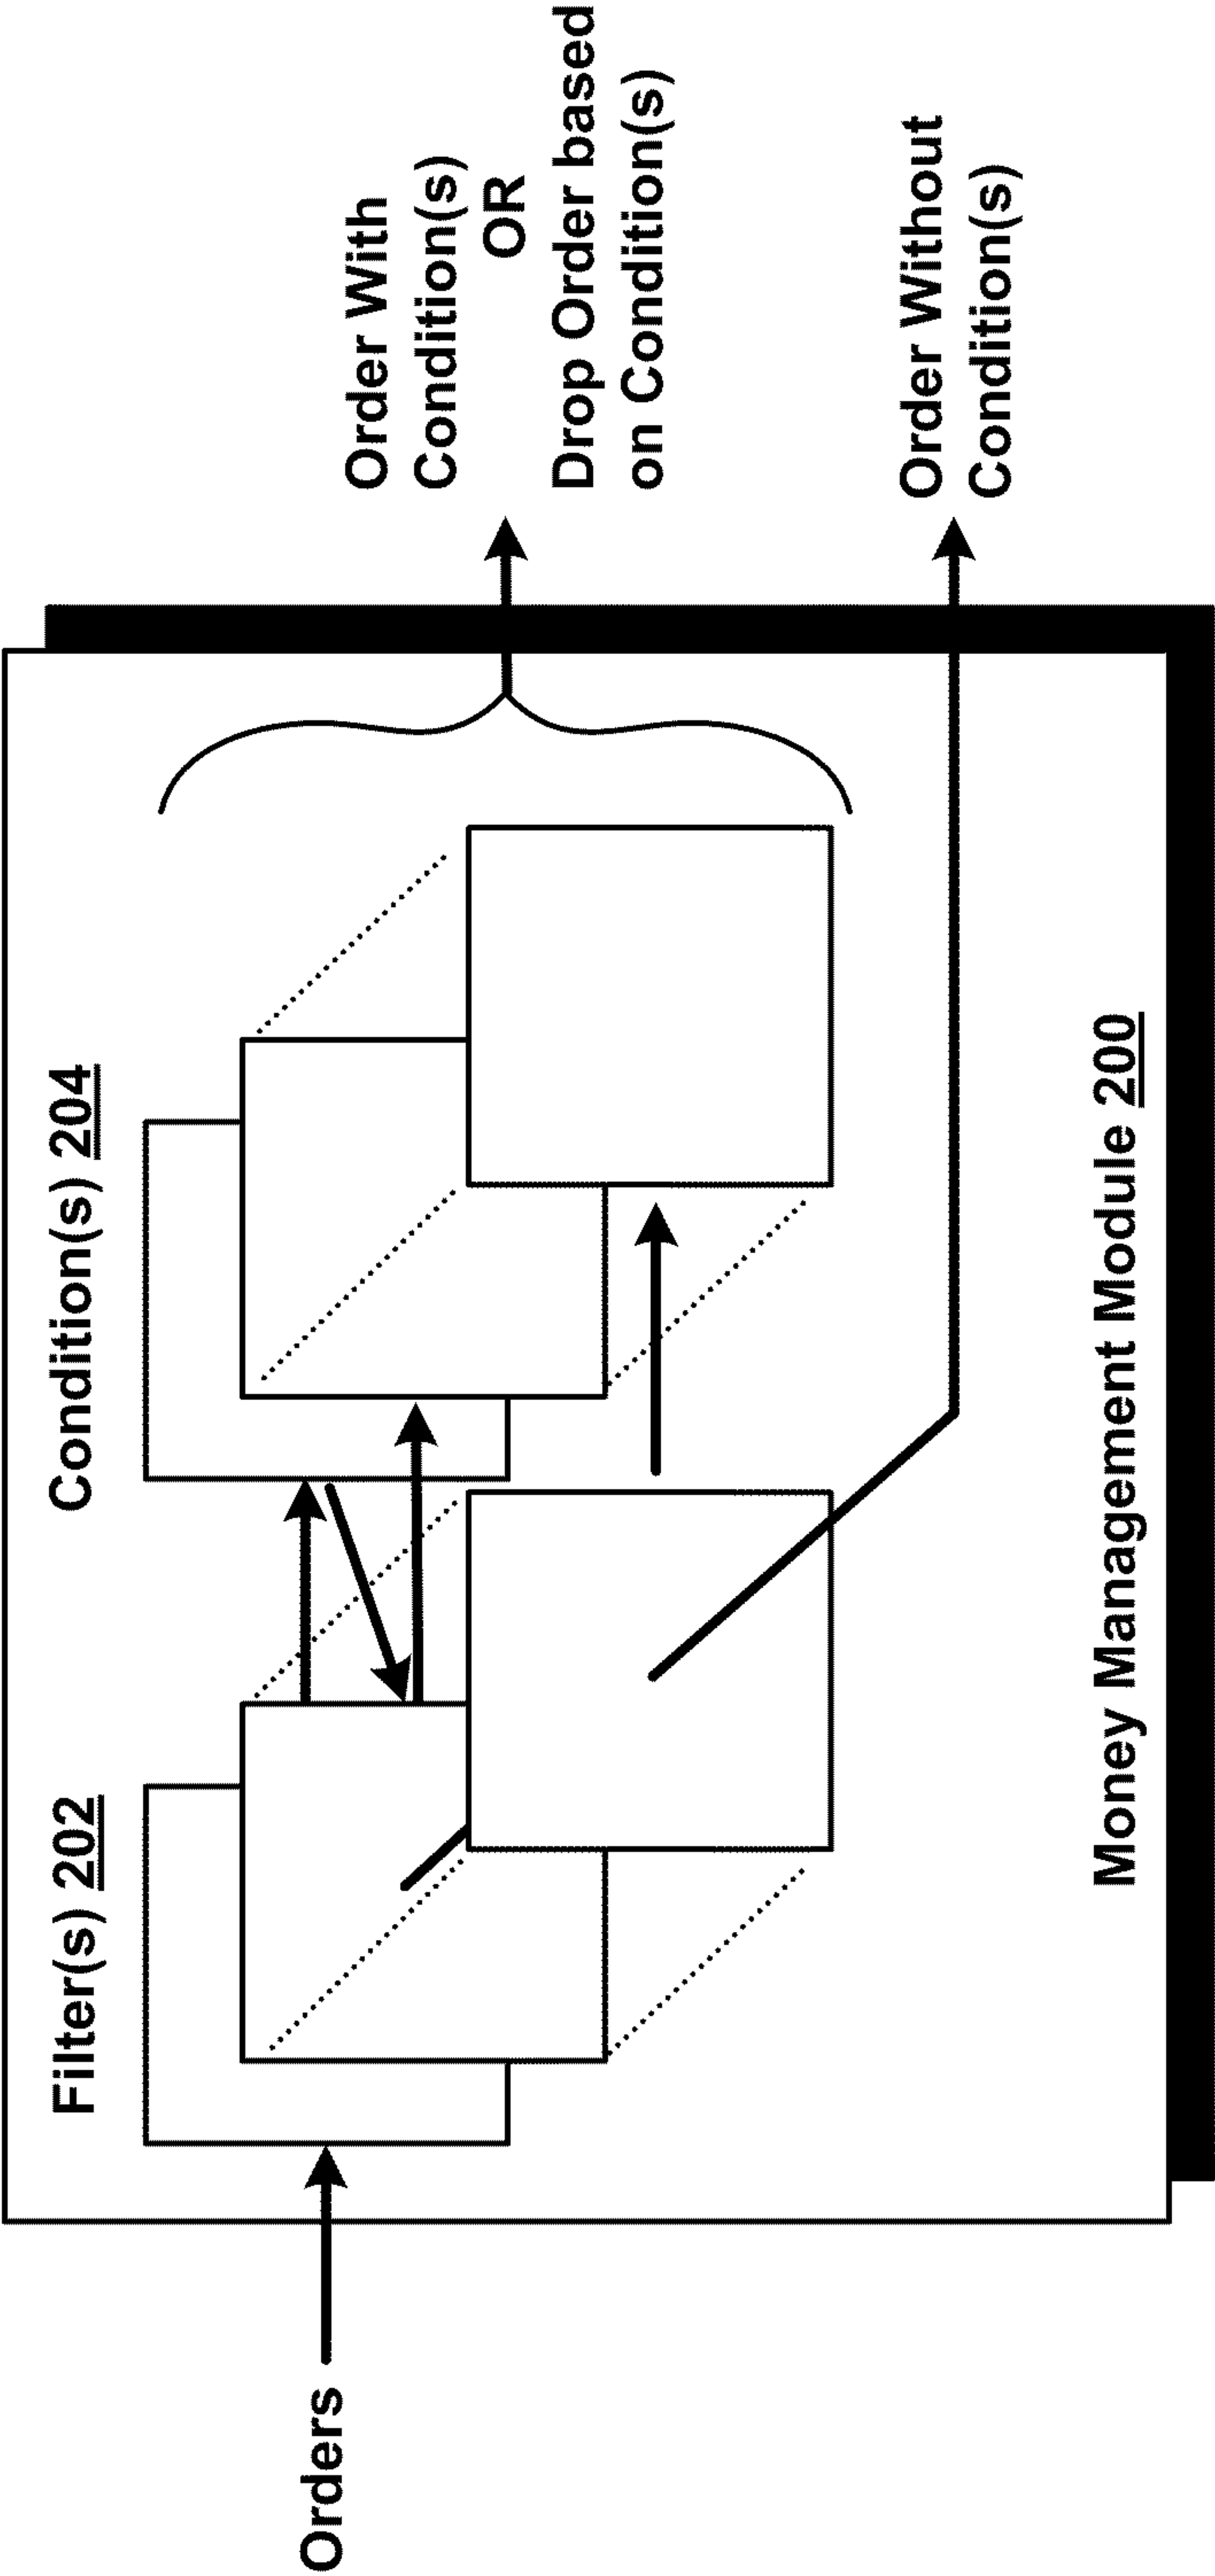 Filter(s) 202
Condition(s) 204
Orders
Order With
Condition(s)
OR
Drop Order based
on Condition(s)
Order Without
Condition(s)
Money Management Module 200